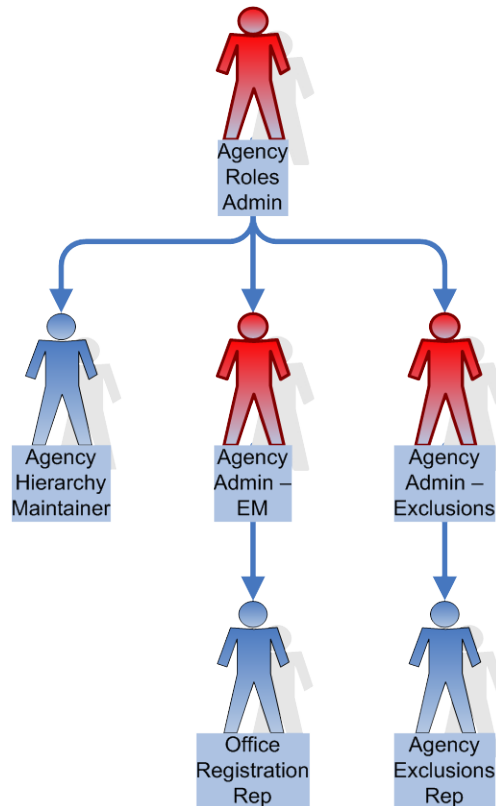 Agency
Roles
Admin
Agency
Hierarchy
Maintainer
Agency
Admin –
EM
Agency
Admin –
Exclusions
Office
Registration
Rep
Agency
Exclusions
Rep